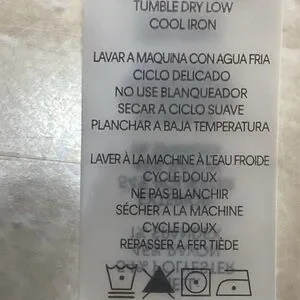 TUMBLE DRY LOW
COOL IRON
LAVAR A MAQUINA CON AGUA FRIA
CICLO DELICADO
NO USE BLANQUEADOR
SECAR A CICLO SUAVE
PLANCHAR A BAJA TEMPERATURA
LAVER À LA MACHINE À L'EAU FROIDE
CYCLE DOUX
NE PAS BLANCHIR
SÉCHER A LA MACHINE
CYCLE DOUX
REPASSER A FER TIÈDE